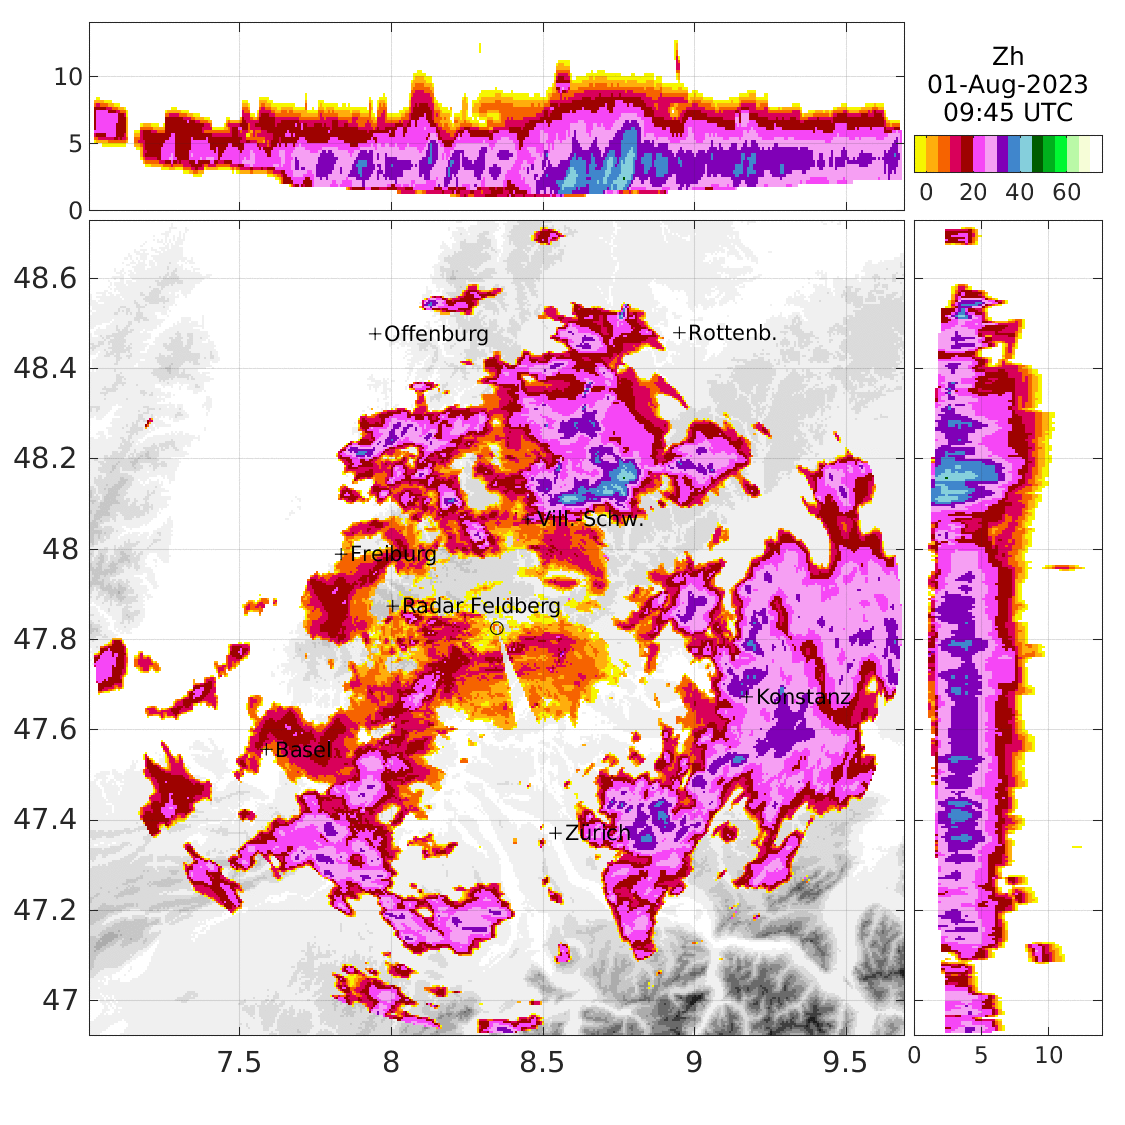 10
5
0
Zh
01-Aug-2023
09:45 UTC
0 20 40 60
48.6
48.4
48.2
48
47.8
47.6
47.4
47.2
47
+Offenburg
+Rottenb.
+Vill.-Schw.
+Freiburg
+Radar Feldberg
+Konstanz
+Basel
+Zürich
7.5 8 8.5 9 9.5
0 5 10